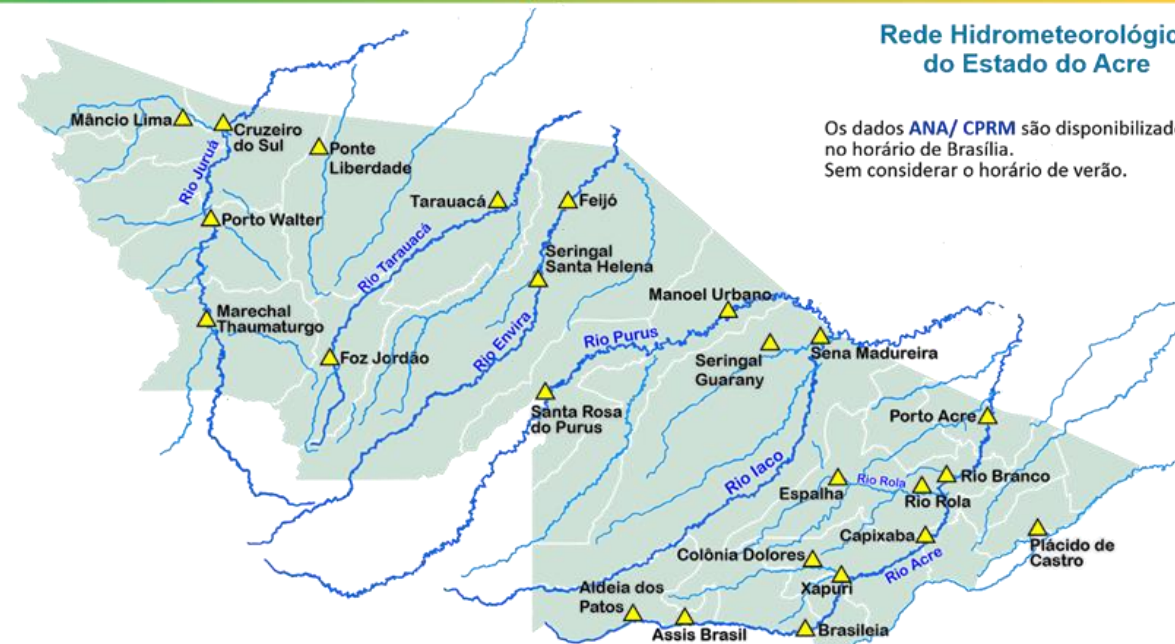 Rede Hidrometeorológic
do Estado do Acre
Os dados ANA/ CPRM são disponibilizad
no horário de Brasília.
Sem considerar o horário de verão.
Mâncio Lima
Cruzeiro
do Sul
Ponte
Liberdade
Rio Juruá
Tarauacá
Feijó
Porto Walter
Rio Tarauacá
Seringal
Santa Helena
Manoel Urbano
Marechal
Thaumaturgo
Rio Envira
Rio Purus
Foz Jordão
Seringal
Guarany
Sena Madureira
Santa Rosa
do Purus
Porto Acre
Rio Iaco
Espalha
Rio Rola
Rio Branco
Rio Rola
Capixaba
Plácido de
Castro
Colônia Dolores
Rio Acre
Xapuri
Aldeia dos
Patos
Assis Brasil
Brasileia